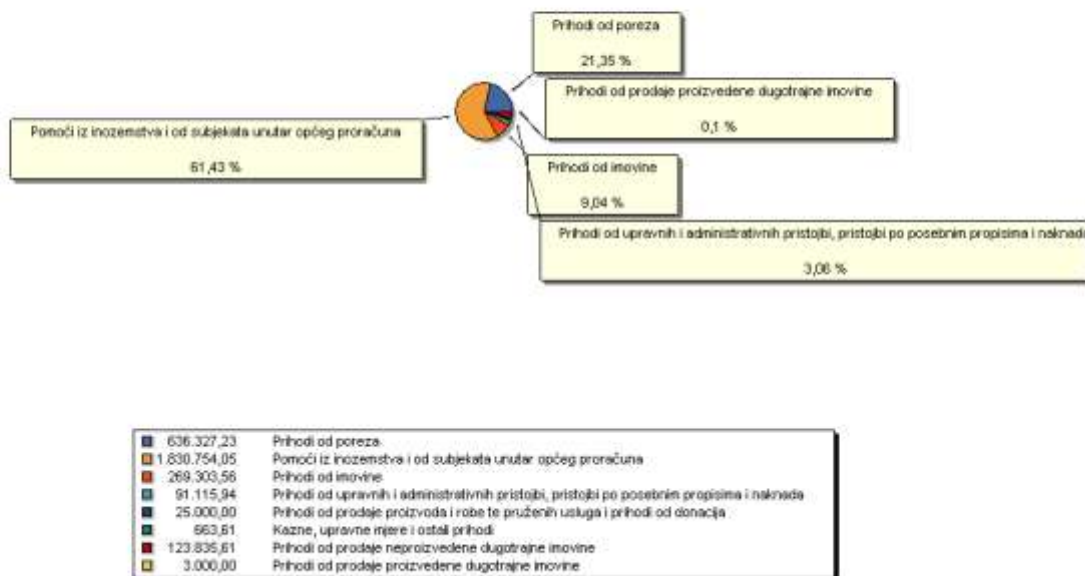 Prihodi od poreza
21,35 %
Prihodi od prodaje proizvedene dugotrajne imovine
0,1 %
Pomoći iz inozemstva i od subjekata unutar općeg proračuna
61,43 %
Prihodi od imovine
9,04 %
Prihodi od upravnih i administrativnih pristojbi, pristojbi po posebnim propisima i naknada
3,06 %
636.327,23 Prihodi od poreza
1.830.754,05 Pomoći iz inozemstva i od subjekata unutar općeg proračuna
269.303,56 Prihodi od imovine
91.115,94 Prihodi od upravnih i administrativnih pristojbi, pristojbi po posebnim propisima i naknada
25.000,00 Prihodi od prodaje proizvoda i robe te pruženih usluga i prihodi od donacija
663,61 Kazne, upravne mjere i ostali prihodi
123.835,61 Prihodi od prodaje neproizvedene dugotrajne imovine
3.000,00 Prihodi od prodaje proizvedene dugotrajne imovine